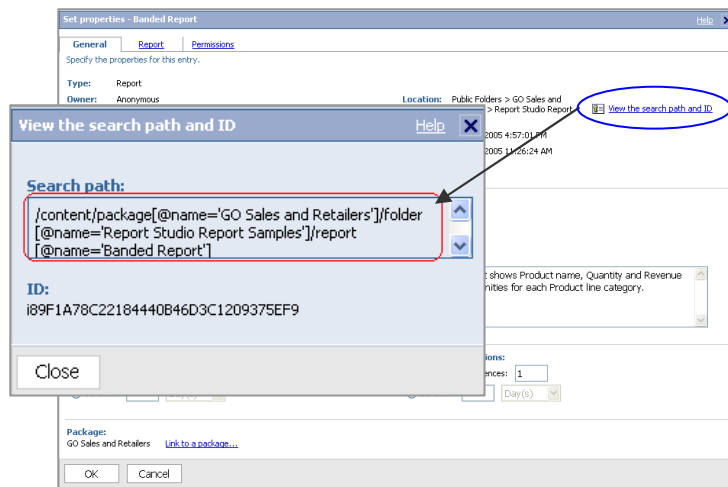 Set properties - Banded Report
Help
General Report Permissions
Specify the properties for this entry.
Type: Report
Owner: Anonymous
Location: Public Folders > GO Sales and
> Report Studio Report
View the search path and ID
2005 4:57:01 PM
2005 11:26:24 AM
View the search path and ID
Help
Search path:
/content/package[@name='GO Sales and Retailers']/folder
[@name='Report Studio Report Samples']/report
[@name='Banded Report']
ID:
i89F1A78C22184440B46D3C1209375EF9
Close
shows Product name, Quantity and Revenue
for each Product line category.
1
Day(s)
Package:
GO Sales and Retailers Link to a package...
OK Cancel